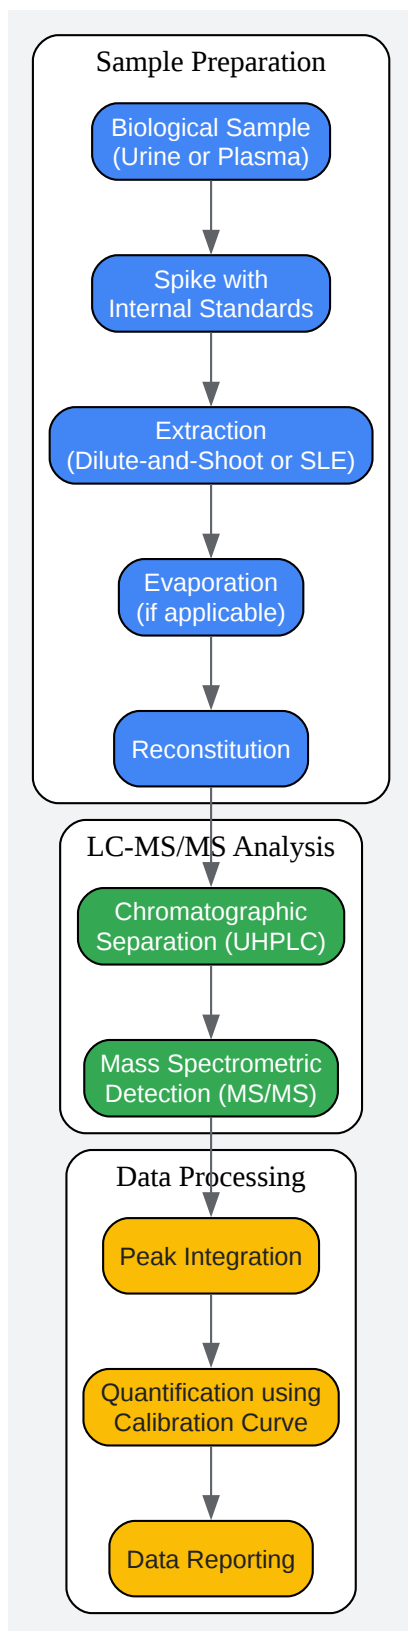 Sample Preparation
Biological Sample
(Urine or Plasma)
Spike with
Internal Standards
Extraction
(Dilute-and-Shoot or SLE)
Evaporation
(if applicable)
Reconstitution
LC-MS/MS Analysis
Chromatographic
Separation (UHPLC)
Mass Spectrometric
Detection (MS/MS)
Data Processing
Peak Integration
Quantification using
Calibration Curve
Data Reporting